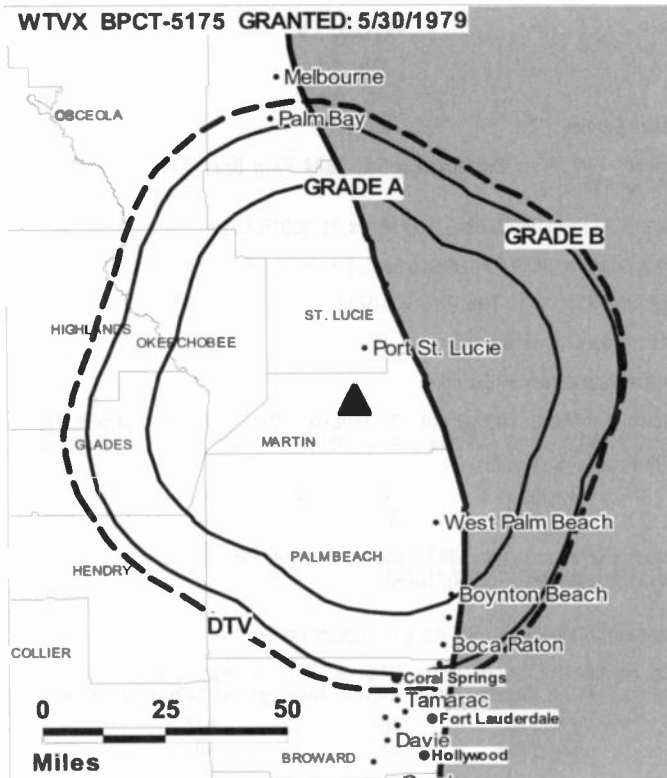 WTVX BPCT-5175 GRANTED: 5/30/1979
Melbourne
OSCEOLA
Palm Bay
GRADE A
GRADE B
ST. LUCIE
HIGHLANDS
OKEECHOBEE
Port St. Lucie
MARTIN
GLADES
West Palm Beach
PALM BEACH
HENDRY
Boynton Beach
DTV
Boca Raton
COLLIER
Coral Springs
Tamarac
0 25 50
Fort Lauderdale
Davie
Miles
BROWARD
Hollywood